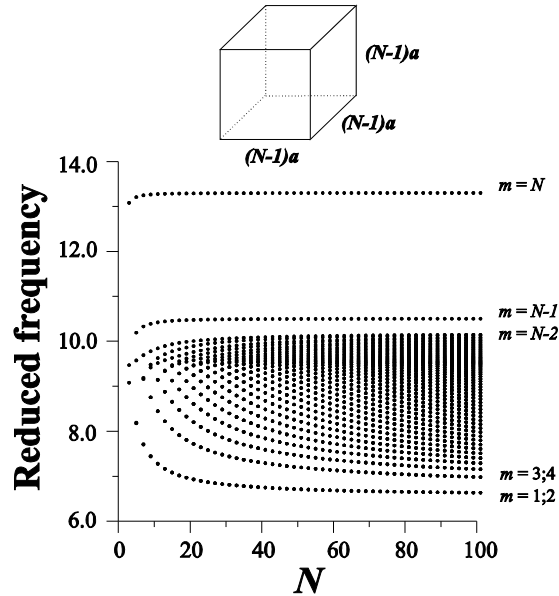 (N-1)a
(N-1)a
(N-1)a
14.0
m = N
12.0
m = N-1
10.0
m = N-2
8.0
m = 3;4
m = 1;2
6.0
0 20 40 60 80 100
N
Reduced frequency